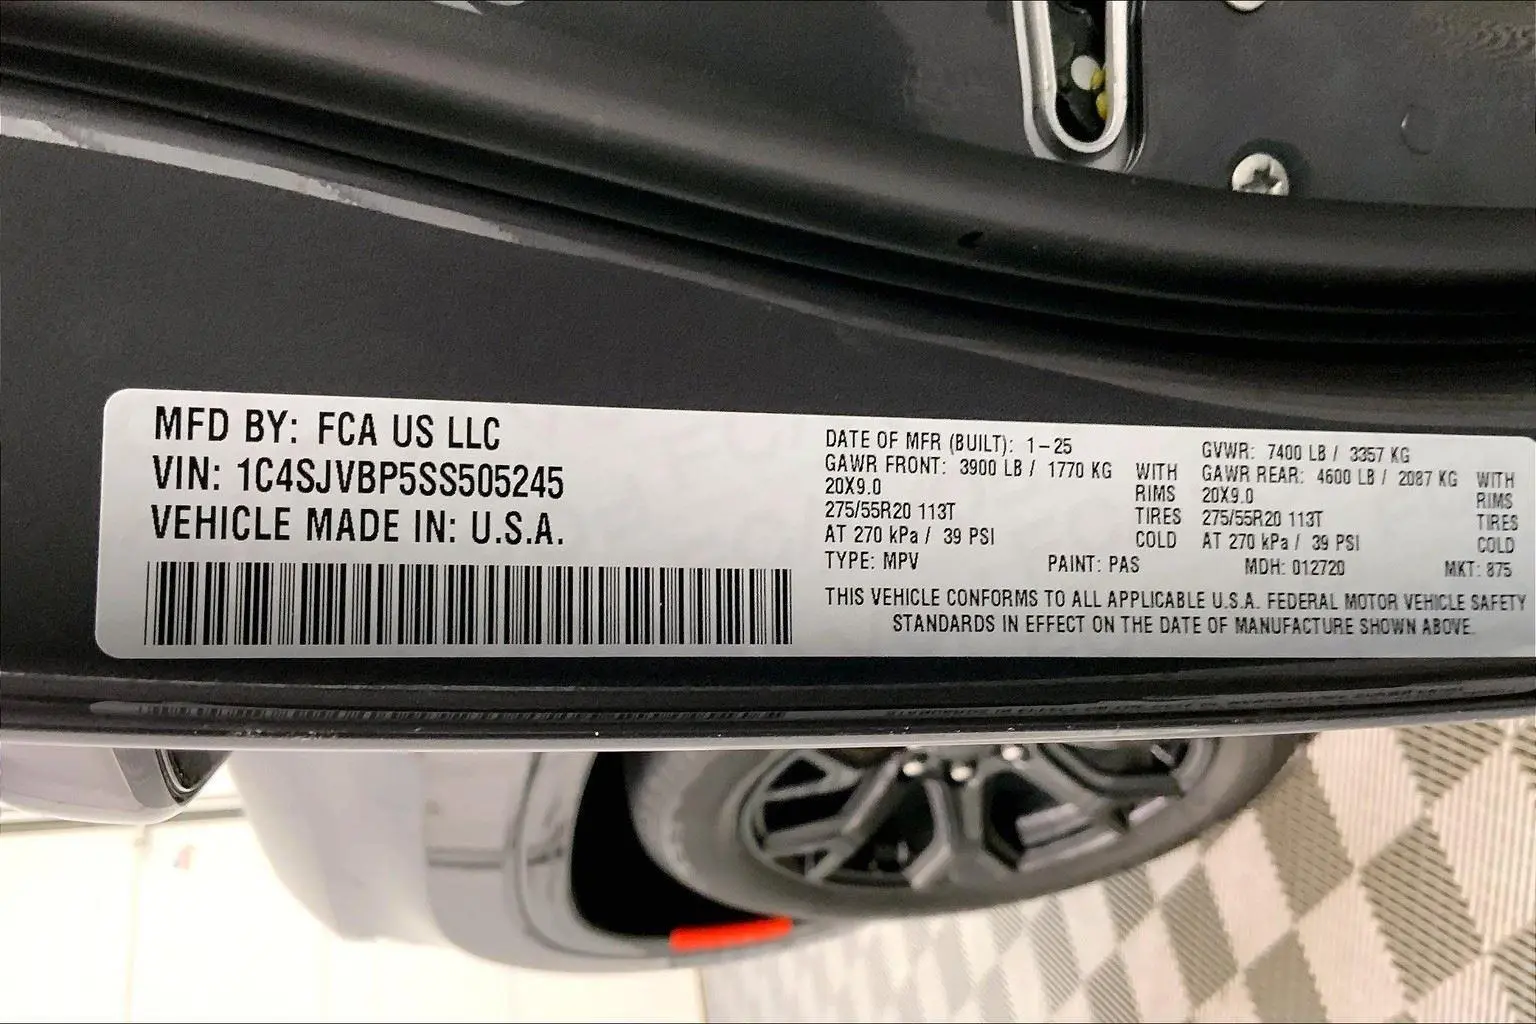 MFD BY: FCA US LLC
VIN: 1C4SJVBP5SS505245
VEHICLE MADE IN: U.S.A.
DATE OF MFR (BUILT): 1-25
GAWR FRONT: 3900 LB / 1770 KG WITH
20X9.0 RIMS
275/55R20 113T TIRES
AT 270 kPa / 39 PSI COLD
GVWR: 7400 LB / 3357 KG
GAWR REAR: 4600 LB / 2087 KG WITH
20X9.0 RIMS
275/55R20 113T TIRES
AT 270 kPa / 39 PSI COLD
TYPE: MPV PAINT: PAS MDH: 012720 MKT: 875
THIS VEHICLE CONFORMS TO ALL APPLICABLE U.S.A. FEDERAL MOTOR VEHICLE SAFETY
STANDARDS IN EFFECT ON THE DATE OF MANUFACTURE SHOWN ABOVE.